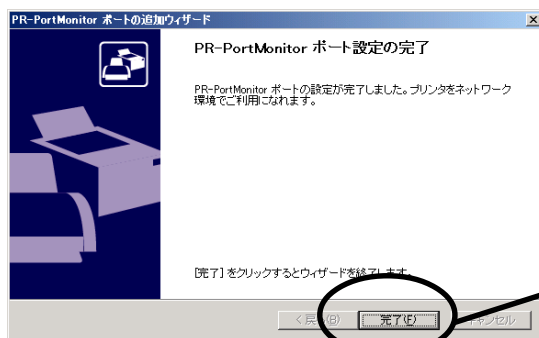 PR-PortMonitor ポートの追加ウィザード
PR-PortMonitor ポート設定の完了
PR-PortMonitor ポートの設定が完了しました。プリンタをネットワーク
環境でご利用になれます。
[完了] をクリックするとウィザードを終了します。
< 戻る(B) 完了(F) キャンセル